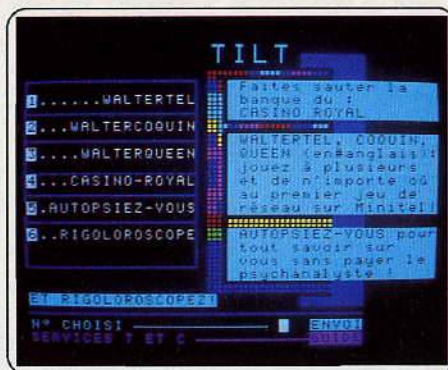 TILT
1......WALTERTEL
2...WALTERCOQUIN
3....WALTERQUEEN
4...CASINO-ROYAL
5.AUTOPSIEZ-VOUS
6..RIGOLOROSCOPE
Faites sauter la
banque du :
CASINO ROYAL
WALTERTEL, COQUIN,
QUEEN (en anglais):
jouez à plusieurs
et de n'importe où
au premier jeu de
réseau sur Minitel!
AUTOPSIEZ-VOUS pour
tout savoir sur
vous sans payer le
psychanalyste !
ET RIGOLOROSCOPEZ!
N° CHOISI ENVOI
SERVICES T ET C GUIDE